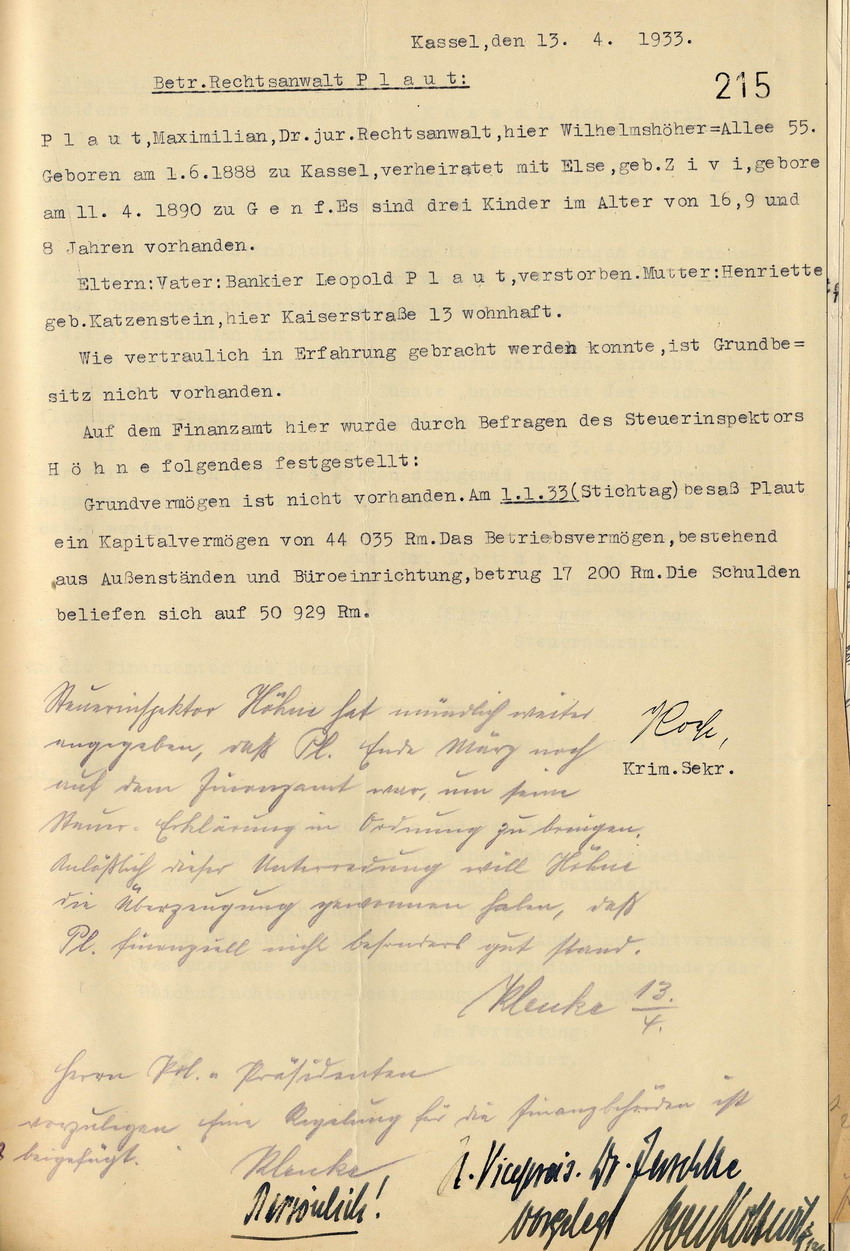 Kassel,den 13. 4. 1933.
Betr.Rechtsanwalt P l a u t:
215
P l a u t,Maximilian,Dr.jur.Rechtsanwalt,hier Wilhelmshöher=Allee 55.
Geboren am 1.6.1888 zu Kassel,verheiratet mit Else,geb.Z i v i,gebore
am 11. 4. 1890 zu G e n f.Es sind drei Kinder im Alter von 16,9 und
8 Jahren vorhanden.
Eltern:Vater:Bankier Leopold P l a u t,verstorben.Mutter:Henriette
geb.Katzenstein,hier Kaiserstraße 13 wohnhaft.
Wie vertraulich in Erfahrung gebracht werden konnte,ist Grundbe=
sitz nicht vorhanden.
Auf dem Finanzamt hier wurde durch Befragen des Steuerinspektors
H ö h n e folgendes festgestellt:
Grundvermögen ist nicht vorhanden.Am 1.1.33(Stichtag)besaß Plaut
ein Kapitalvermögen von 44 035 Rm.Das Betriebsvermögen,bestehend
aus Außenständen und Büroeinrichtung,betrug 17 200 Rm.Die Schulden
beliefen sich auf 50 929 Rm.
Steuerinspektor Höhne hat mündlich weiter
angegeben, daß Pl. Ende März noch
auf dem Finanzamt war, um seine
Steuer-Erklärung in Ordnung zu bringen.
Anläßlich dieser Unterredung will Höhne
die Überzeugung gewonnen haben, daß
Pl. finanziell nicht besonders gut stand.
Koch,
Krim.Sekr.
Klenke 13./4.
Herrn Pol.-Präsidenten
vorzulegen Eine Regelung für die Finanzbehörden ist
beigefügt.
Klenke
Persönlich!
Vicepräs. Dr.
vorgelegt